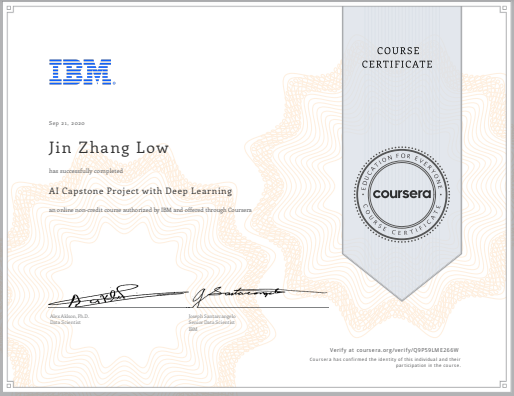 IBM
COURSE
CERTIFICATE
Sep 21, 2020
Jin Zhang Low
has successfully completed
AI Capstone Project with Deep Learning
an online non-credit course authorized by IBM and offered through Coursera
EDUCATION FOR EVERYONE
coursera
COURSE CERTIFICATE
Alex Aklson, Ph.D.
Data Scientist
Joseph Santarcangelo
Senior Data Scientist
IBM
Verify at coursera.org/verify/
Coursera has confirmed the identity of this individual and their
participation in the course.